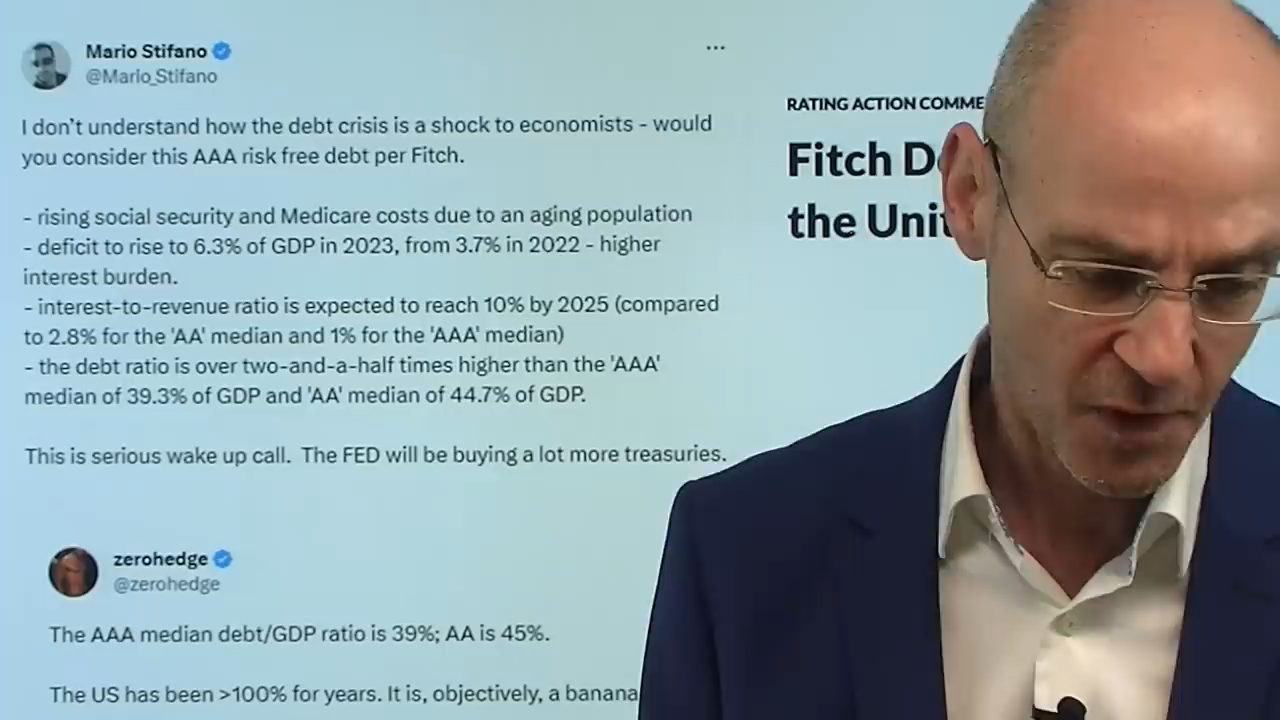 Mario Stifano
@Mario_Stifano
I don't understand how the debt crisis is a shock to economists - would
you consider this AAA risk free debt per Fitch.
- rising social security and Medicare costs due to an aging population
- deficit to rise to 6.3% of GDP in 2023, from 3.7% in 2022 - higher
interest burden.
- interest-to-revenue ratio is expected to reach 10% by 2025 (compared
to 2.8% for the 'AA' median and 1% for the 'AAA' median)
- the debt ratio is over two-and-a-half times higher than the 'AAA'
median of 39.3% of GDP and 'AA' median of 44.7% of GDP.
This is serious wake up call. The FED will be buying a lot more treasuries.
zerohedge
@zerohedge
The AAA median debt/GDP ratio is 39%; AA is 45%.
The US has been >100% for years. It is, objectively, a banana
RATING ACTION COMME
Fitch D
the Unit